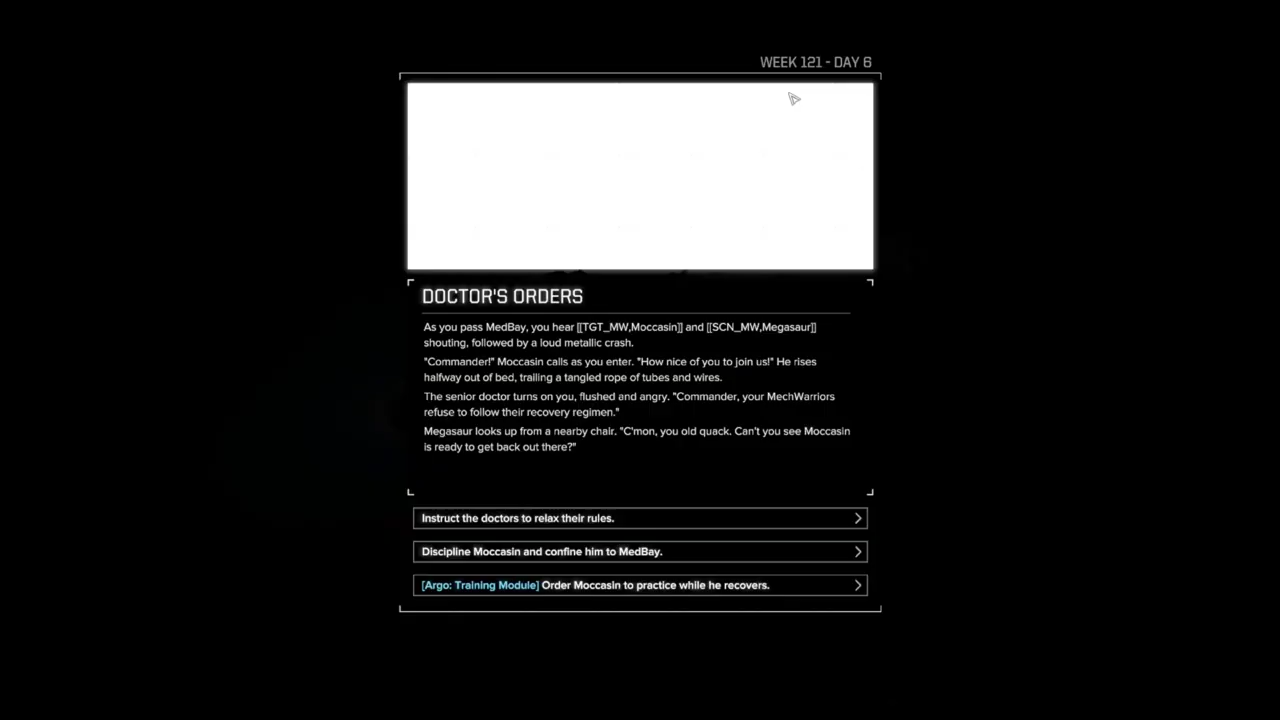 WEEK 121 - DAY 6
DOCTOR'S ORDERS
As you pass MedBay, you hear [[TGT_MW,Moccasin]] and [[SCN_MW,Megasaur]]
shouting, followed by a loud metallic crash.
"Commander!" Moccasin calls as you enter. "How nice of you to join us!" He rises
halfway out of bed, trailing a tangled rope of tubes and wires.
The senior doctor turns on you, flushed and angry. "Commander, your MechWarriors
refuse to follow their recovery regimen."
Megasaur looks up from a nearby chair. "C'mon, you old quack. Can't you see Moccasin
is ready to get back out there?"
Instruct the doctors to relax their rules.
Discipline Moccasin and confine him to MedBay.
[Argo: Training Module] Order Moccasin to practice while he recovers.